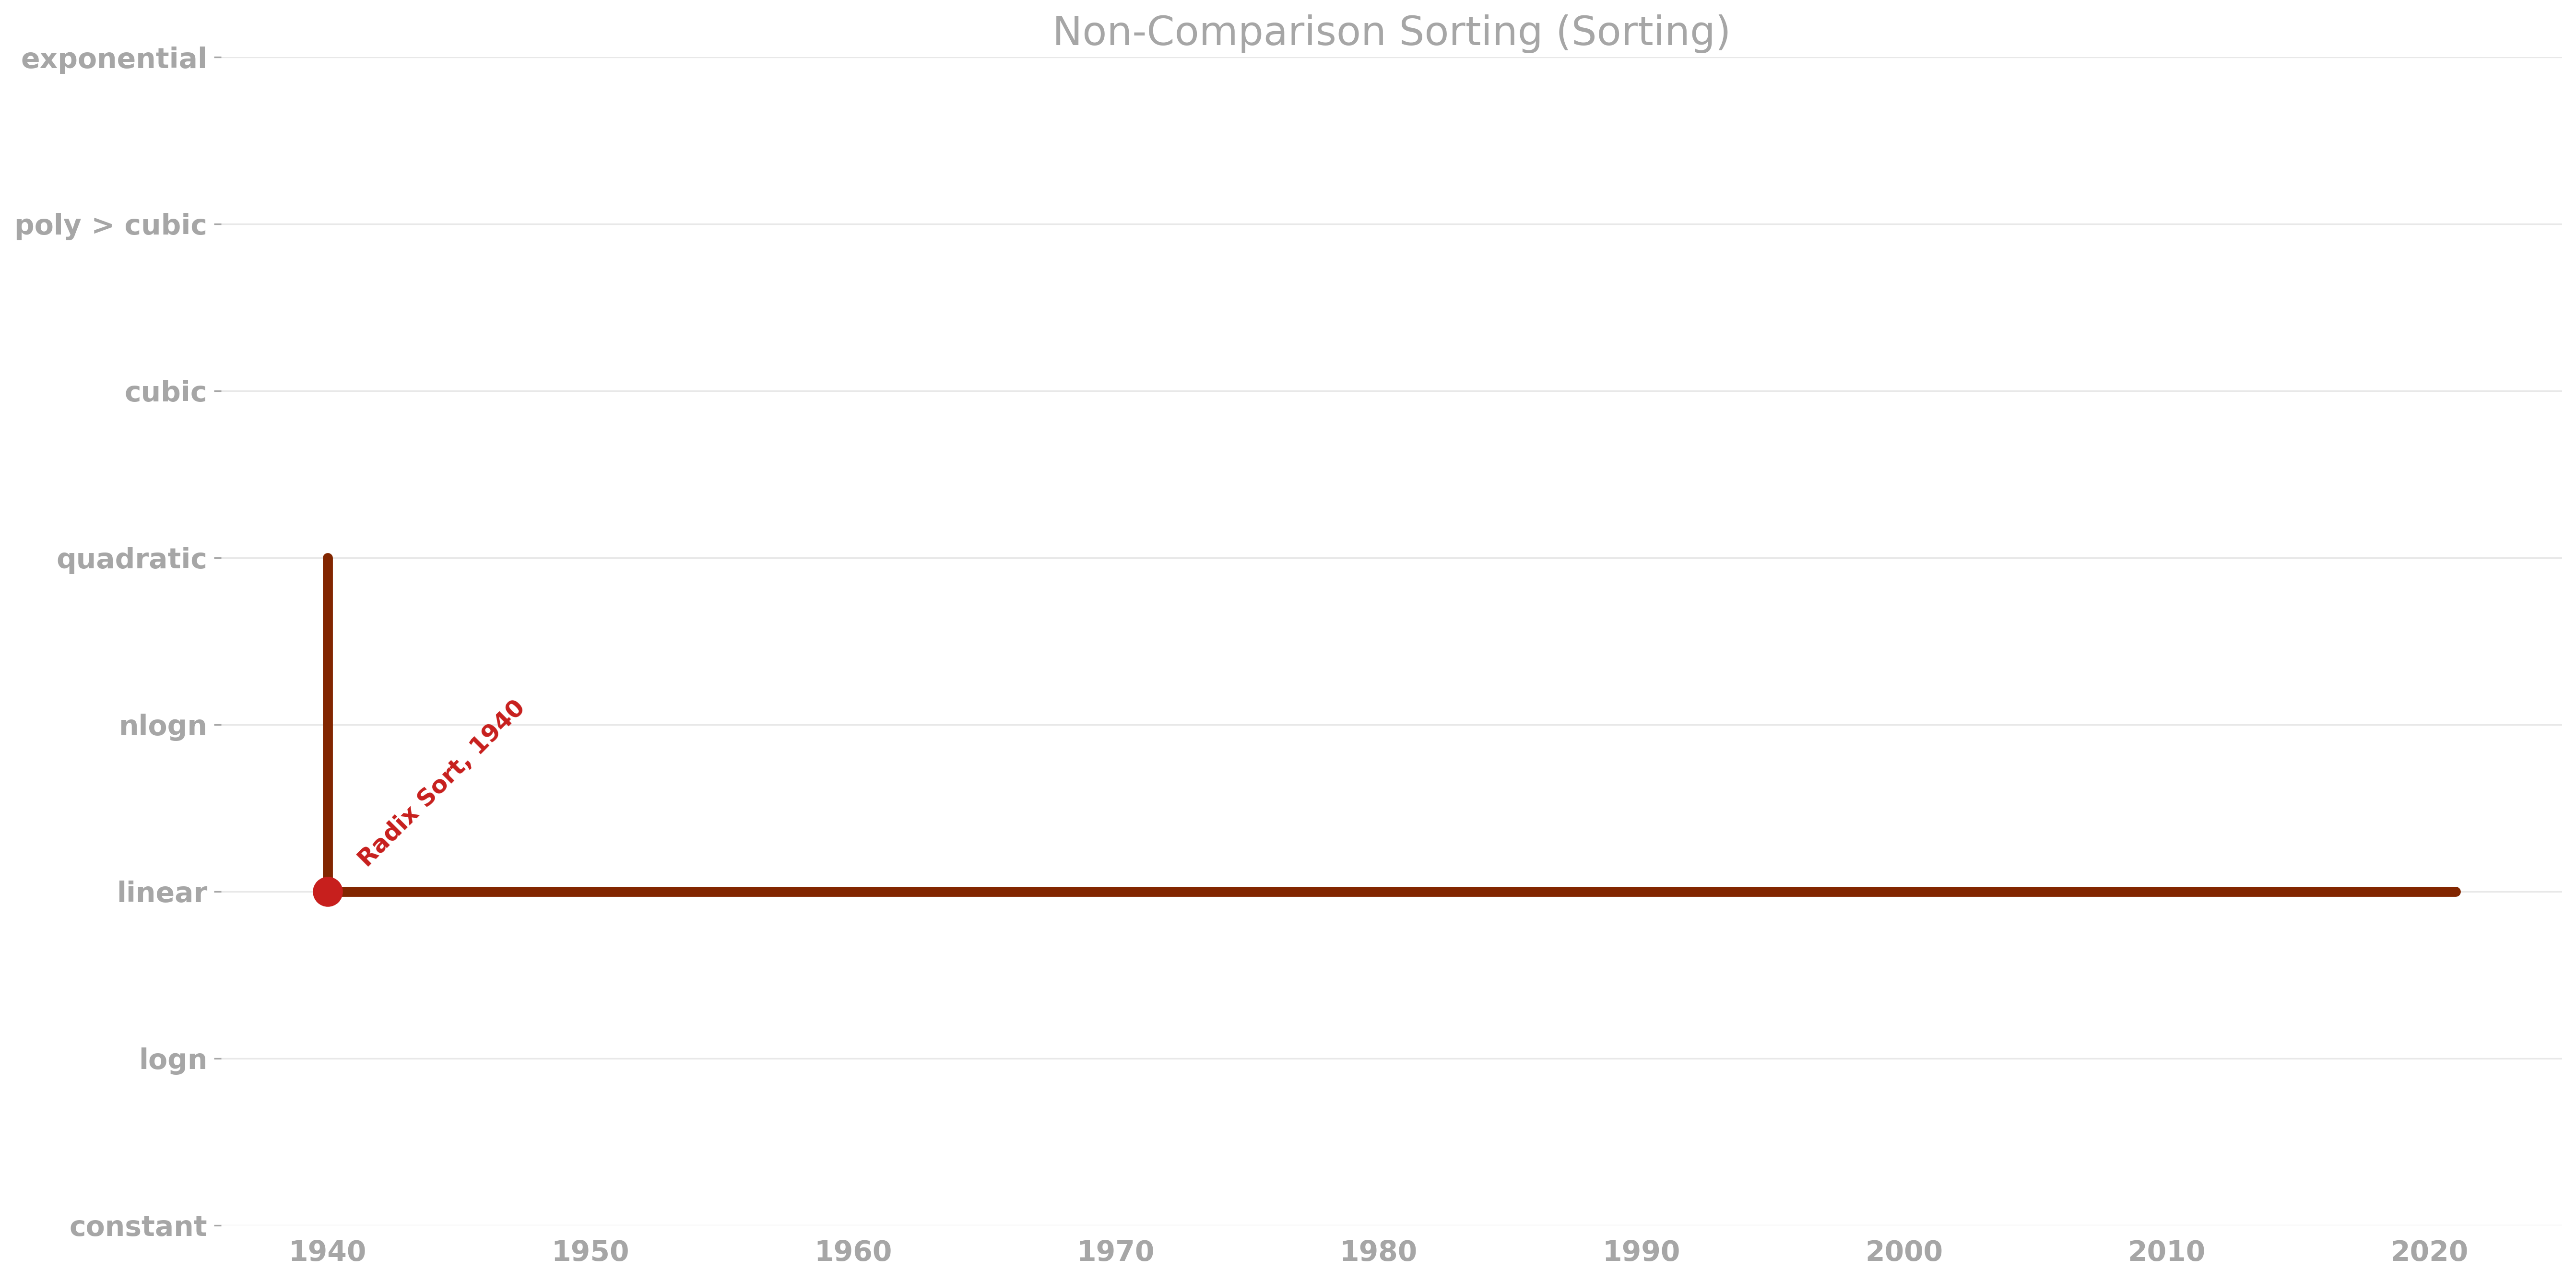 Non-Comparison Sorting (Sorting)
exponential
poly > cubic
cubic
quadratic
nlogn
linear
logn
constant
Radix Sort, 1940
1940 1950 1960 1970 1980 1990 2000 2010 2020